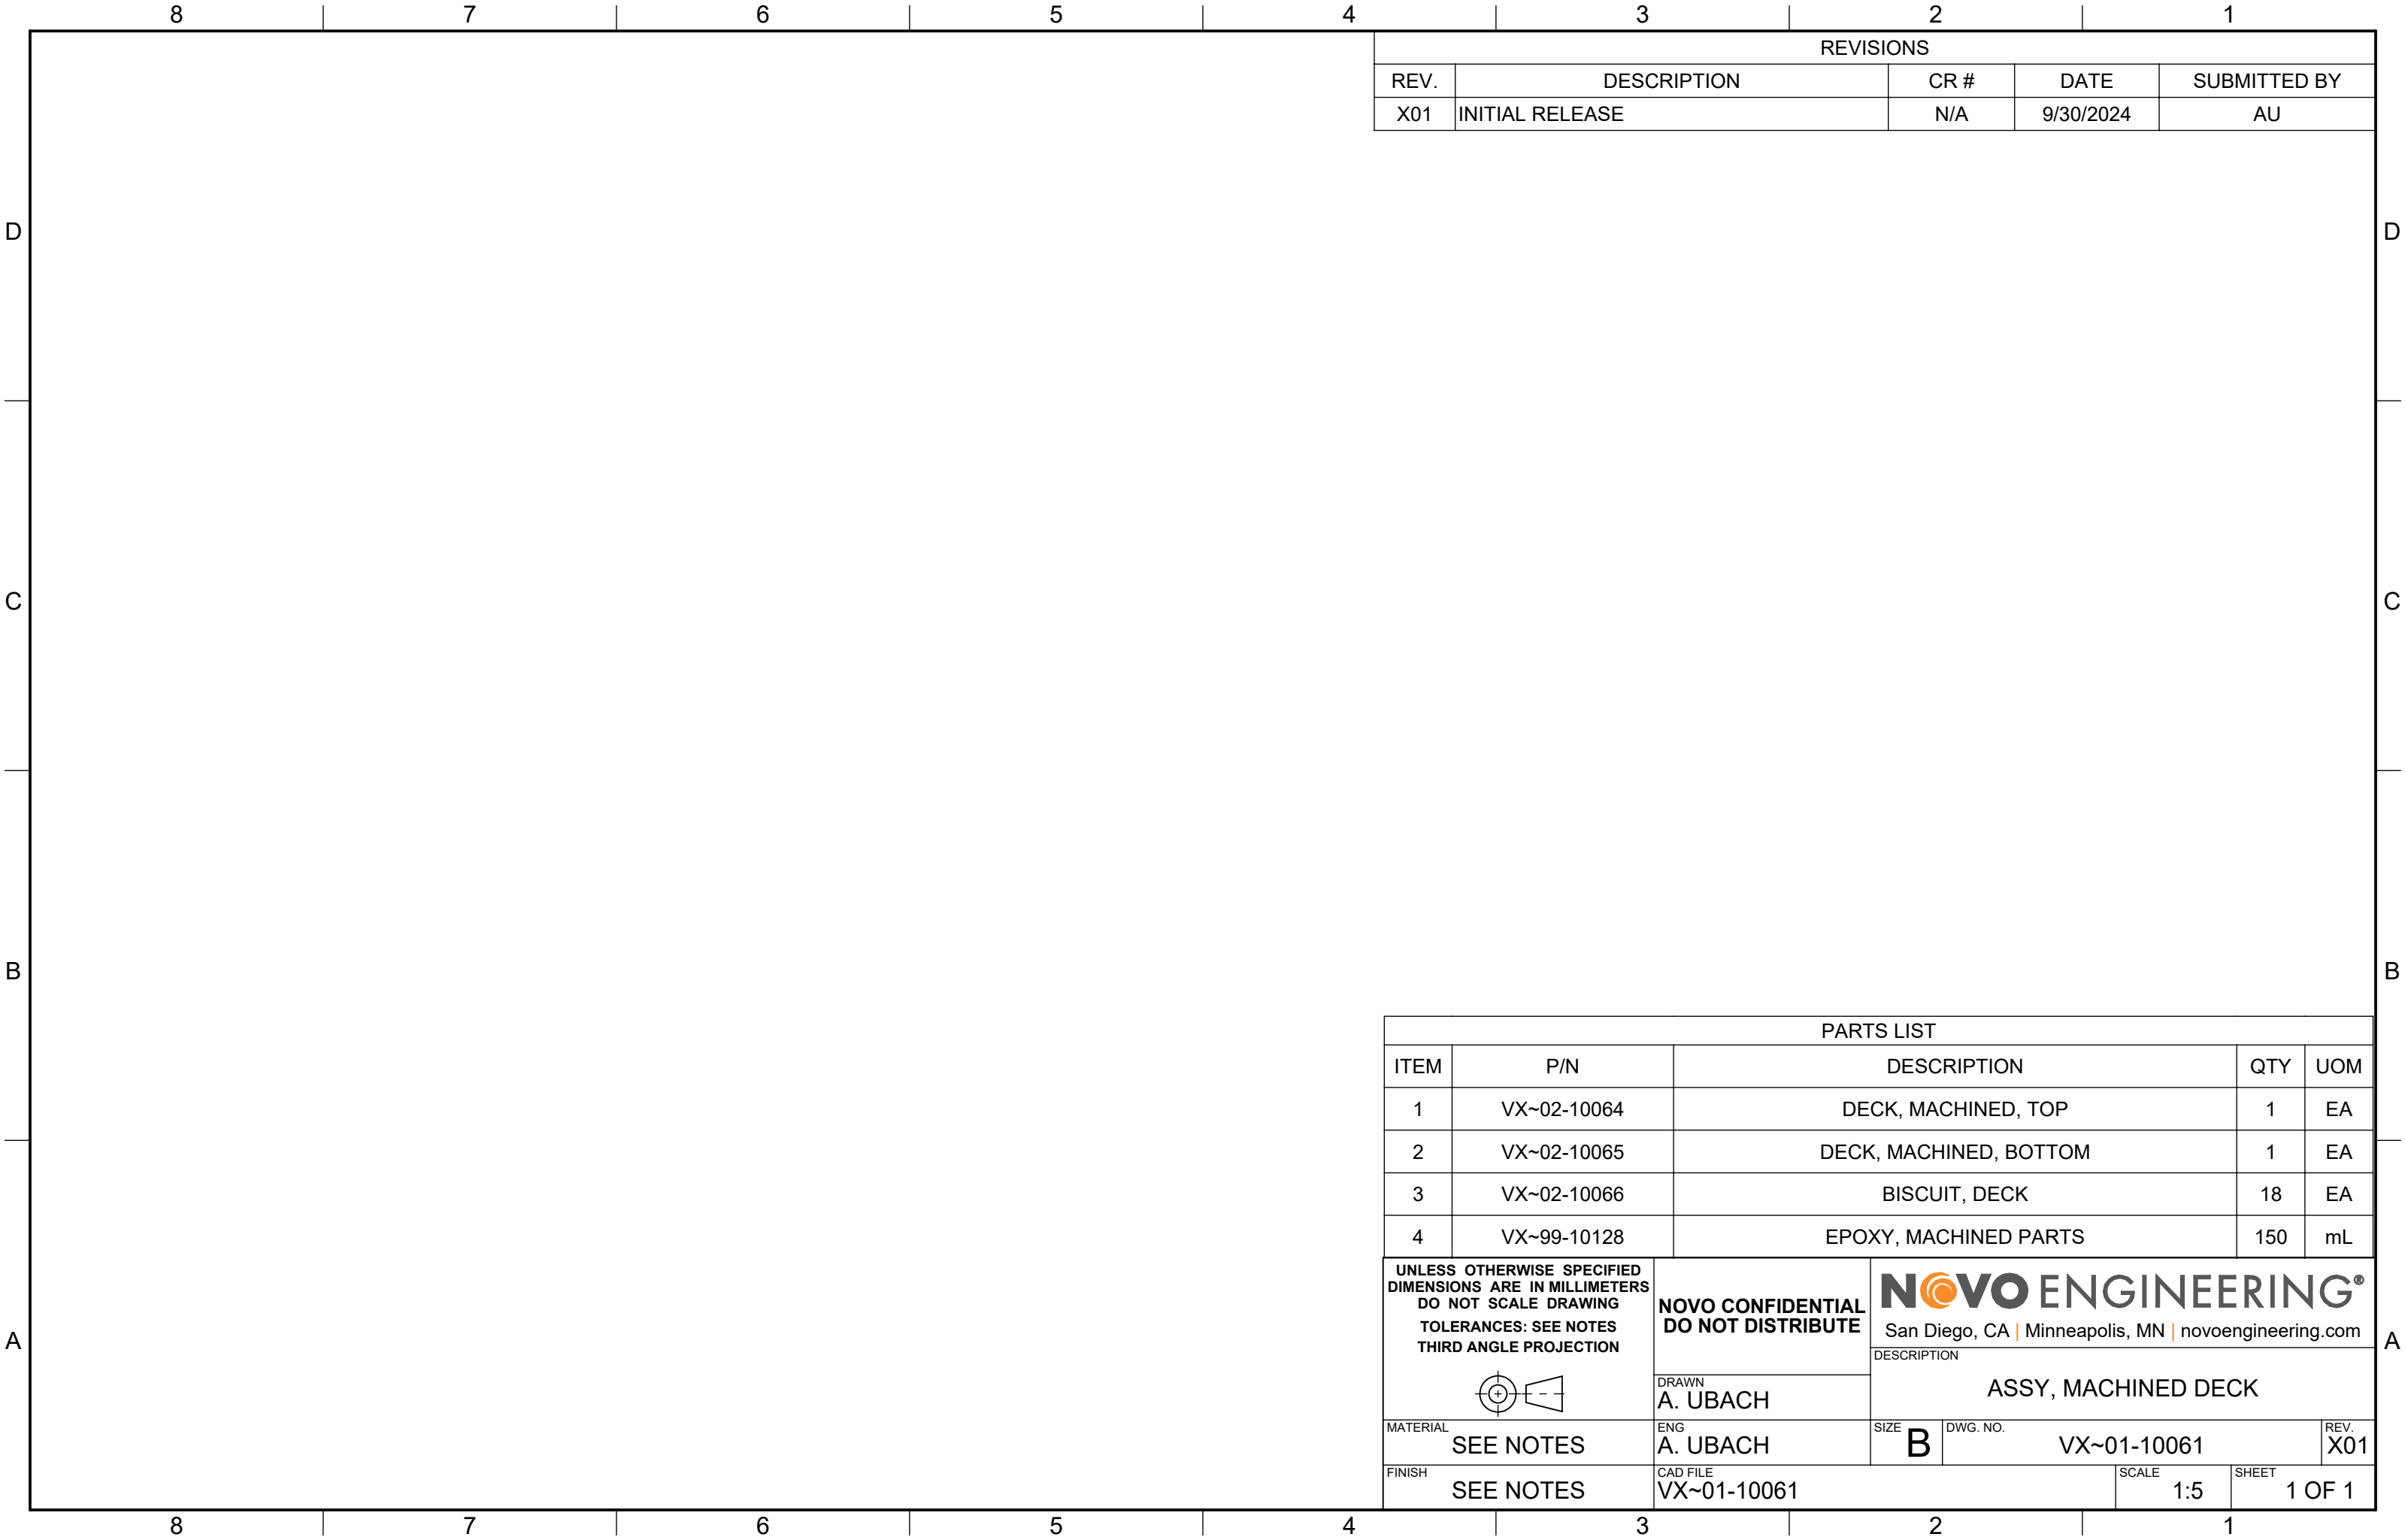 8 7 6 5 4 3 2 1
REVISIONS
REV. DESCRIPTION CR # DATE SUBMITTED BY
X01 INITIAL RELEASE N/A 9/30/2024 AU
D D
C C
B B
PARTS LIST
ITEM P/N DESCRIPTION QTY UOM
1 VX~02-10064 DECK, MACHINED, TOP 1 EA
2 VX~02-10065 DECK, MACHINED, BOTTOM 1 EA
3 VX~02-10066 BISCUIT, DECK 18 EA
4 VX~99-10128 EPOXY, MACHINED PARTS 150 mL
UNLESS OTHERWISE SPECIFIED
DIMENSIONS ARE IN MILLIMETERS
DO NOT SCALE DRAWING
TOLERANCES: SEE NOTES
THIRD ANGLE PROJECTION
NOVO CONFIDENTIAL
DO NOT DISTRIBUTE
NOVO ENGINEERING®
San Diego, CA | Minneapolis, MN | novoengineering.com
A A
DESCRIPTION
ASSY, MACHINED DECK
DRAWN
A. UBACH
MATERIAL
SEE NOTES
ENG
A. UBACH
SIZE
B
DWG. NO.
VX~01-10061
REV.
X01
FINISH
SEE NOTES
CAD FILE
VX~01-10061
SCALE
1:5
SHEET
1 OF 1
8 7 6 5 4 3 2 1